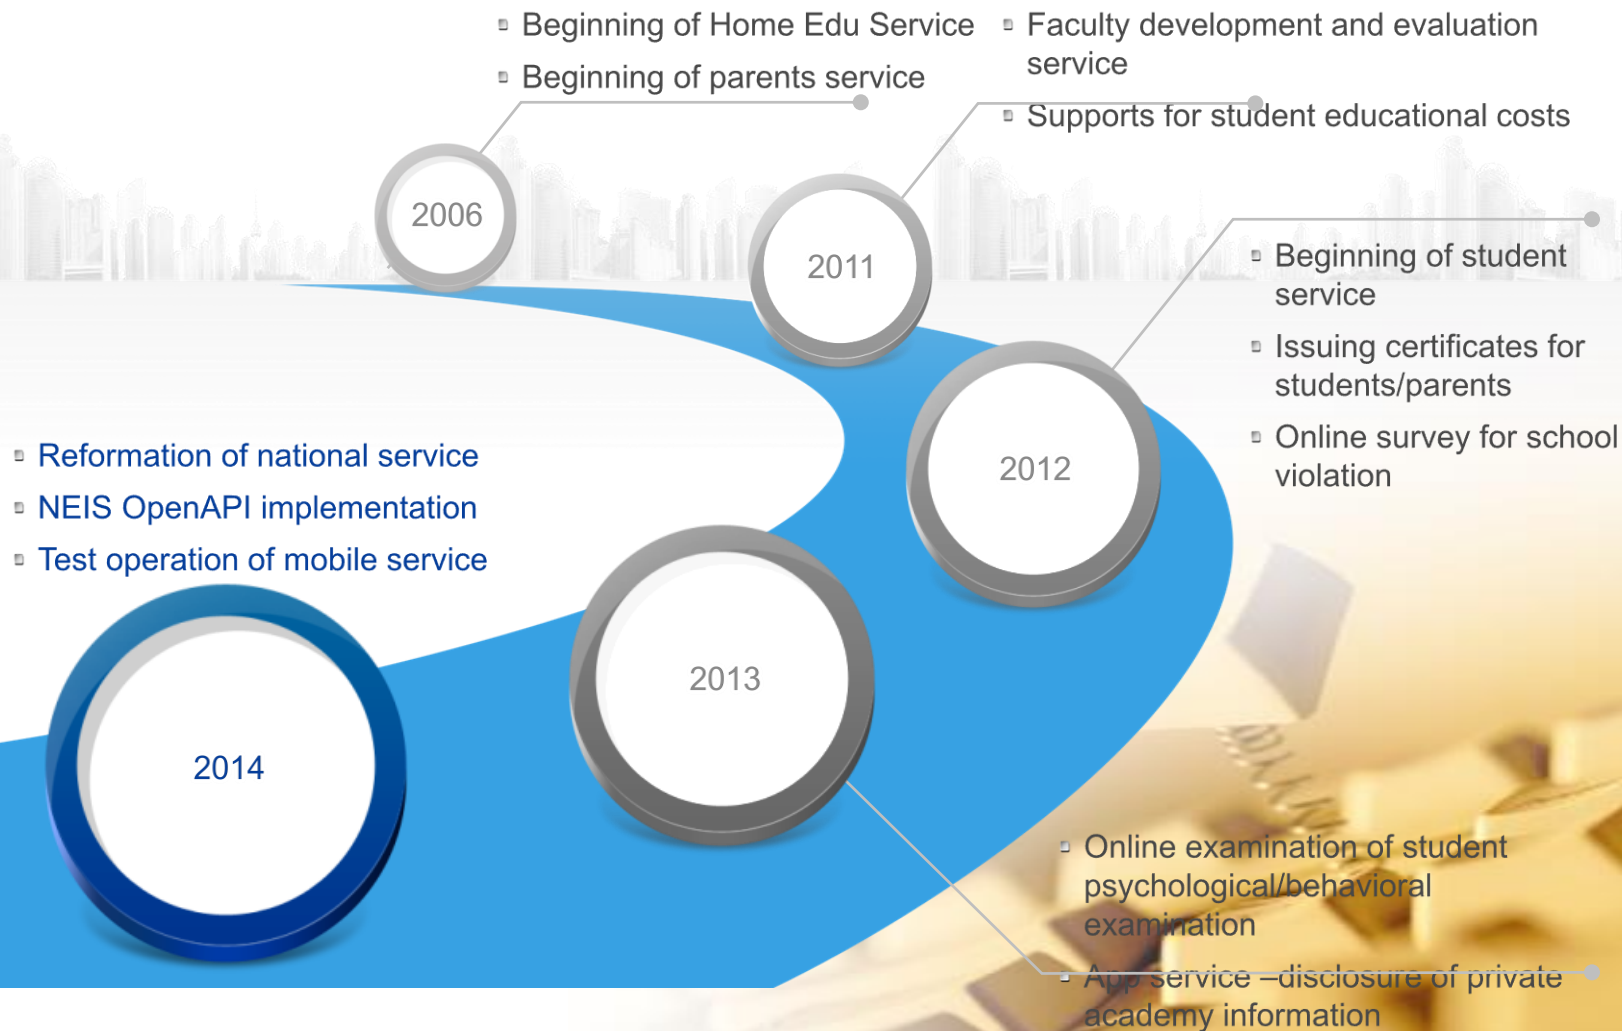 Beginning of Home Edu Service
Beginning of parents service
Faculty development and evaluation
service
Supports for student educational costs
2006
2011
Beginning of student
service
Issuing certificates for
students/parents
Online survey for school
violation
2012
Reformation of national service
NEIS OpenAPI implementation
Test operation of mobile service
2013
2014
Online examination of student
psychological/behavioral
examination
App service –disclosure of private
academy information